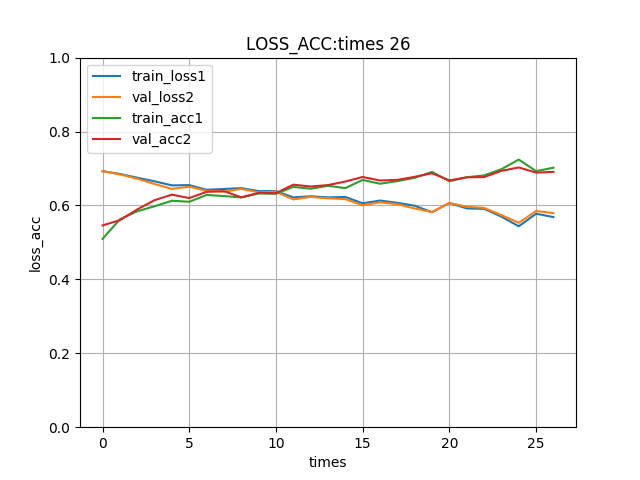 LOSS_ACC:times 26
1.0
0.8
0.6
0.4
0.2
0.0
loss_acc
train_loss1
val_loss2
train_acc1
val_acc2
0 5 10 15 20 25
times